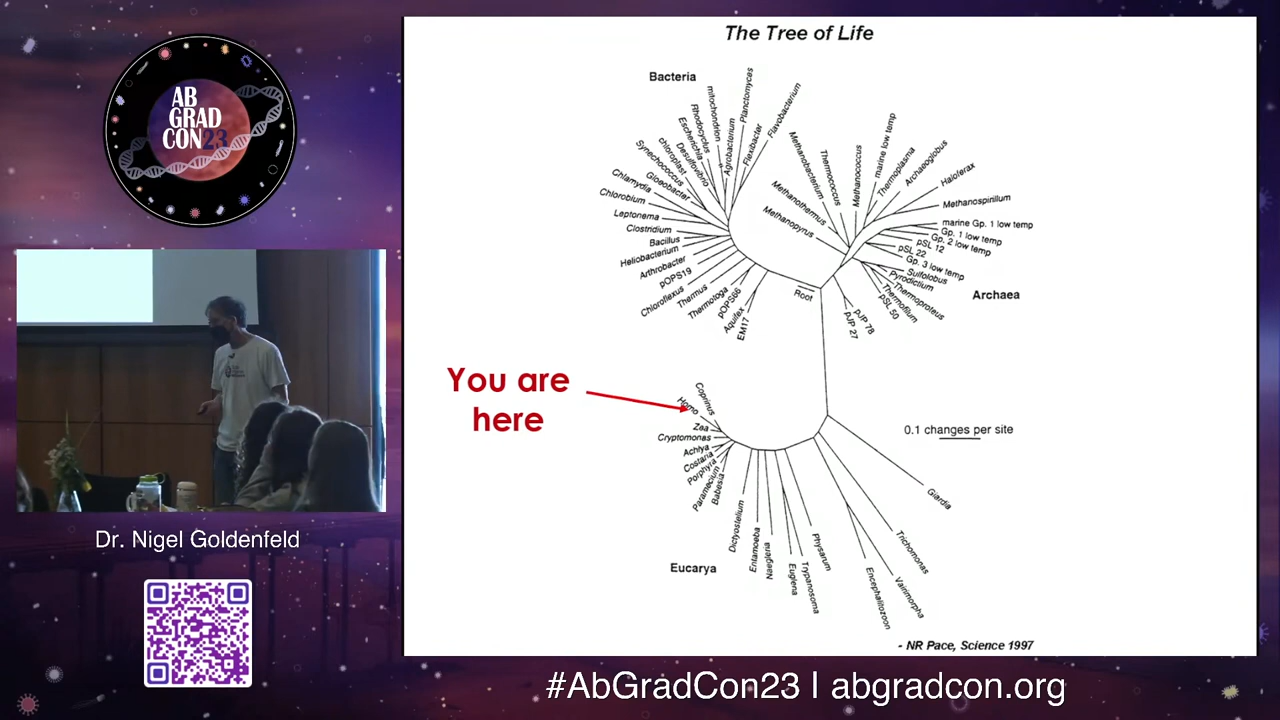 AB
GRAD
CON23
Dr. Nigel Goldenfeld
The Tree of Life
Bacteria
Planctomyces
Flavobacterium
mitochondrion
Rhodocyclus
Escherichia
Desulfovibrio
Agrobacterium
Flexibacter
chloroplast
Synechococcus
Gloeobacter
Chlamydia
Chlorobium
Leptonema
Clostridium
Bacillus
Heliobacterium
Arthrobacter
pOPS19
Chloroflexus
Thermus
Thermotoga
pOPS66
Aquifex
EM17
Root
Methanobacterium
Thermococcus
Methanococcus
marine low temp
Thermoplasma
Archaeoglobus
Haloferax
Methanospirillum
Methanothermus
Methanopyrus
marine Gp. 1 low temp
Gp. 1 low temp
Gp. 2 low temp
pSL 12
pSL 22
Gp. 3 low temp
Sulfolobus
Pyrodictium
Thermoproteus
Thermofilum
pSL 50
pJP 78
pJP 27
Archaea
You are
here
Coprinus
Homo
Zea
Cryptomonas
Achlya
Costaria
Porphyra
Paramecium
Babesia
Dictyostelium
Entamoeba
Naegleria
Euglena
Trypanosoma
Physarum
Encephalitozoon
Vairimorpha
Trichomonas
Giardia
0.1 changes per site
Eucarya
- NR Pace, Science 1997
#AbGradCon23 | abgradcon.org